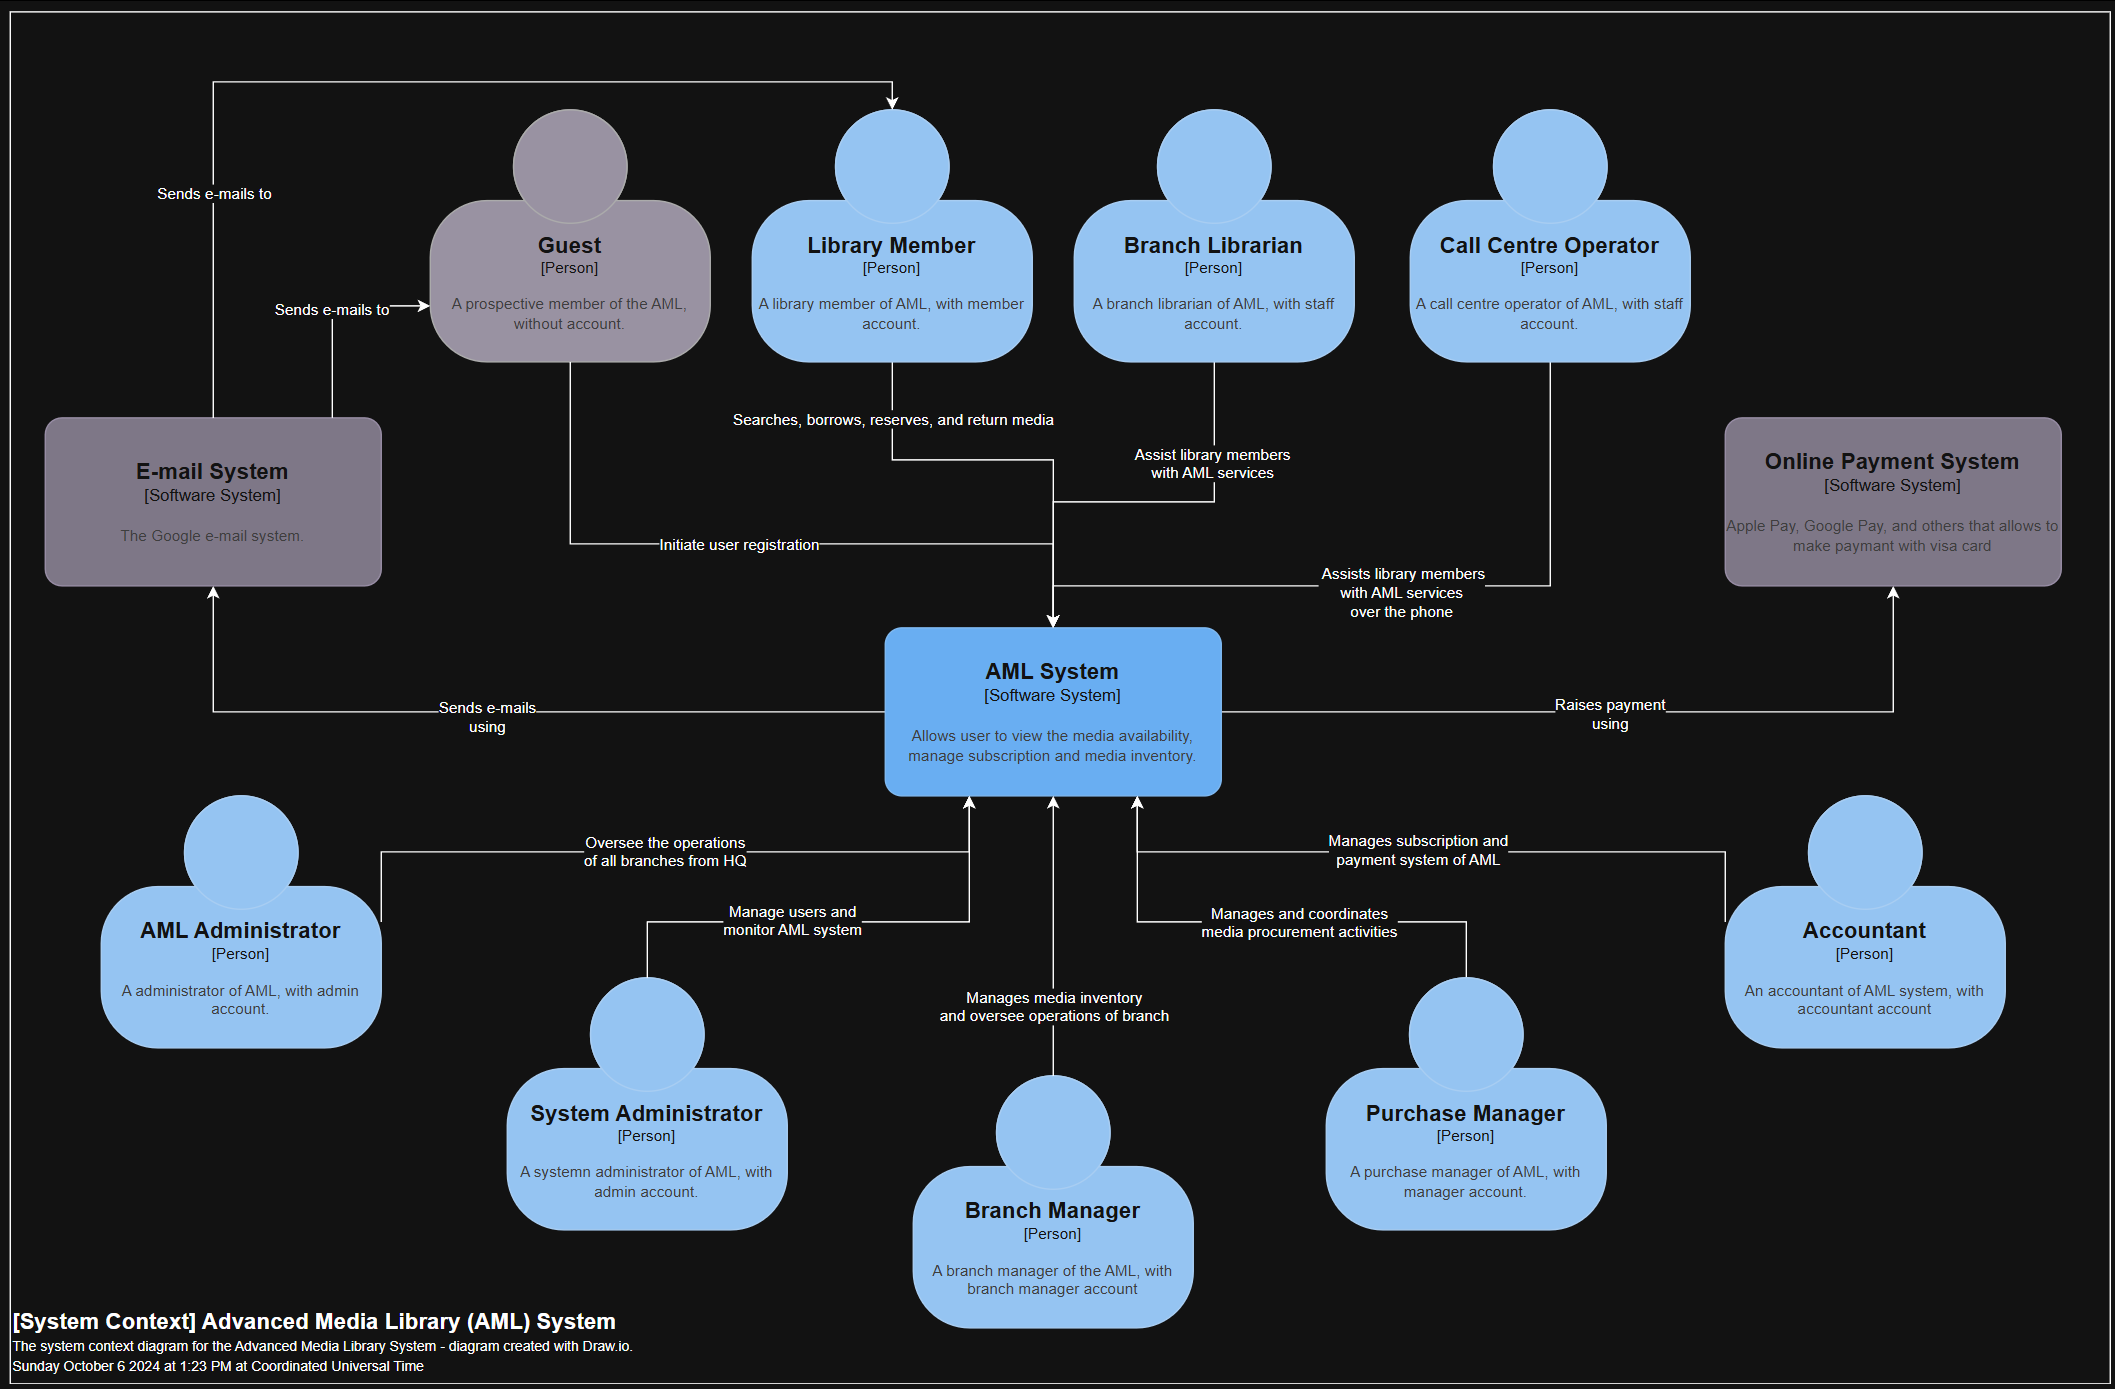 Sends e-mails to
Guest
[Person]
A prospective member of the AML,
without account.
Library Member
[Person]
A library member of AML, with member
account.
Branch Librarian
[Person]
A branch librarian of AML, with staff
account.
Call Centre Operator
[Person]
A call centre operator of AML, with staff
account.
Sends e-mails to
Searches, borrows, reserves, and return media
Assist library members
with AML services
E-mail System
[Software System]
The Google e-mail system.
Online Payment System
[Software System]
Apple Pay, Google Pay, and others that allows to
make paymant with visa card
Initiate user registration
Assists library members
with AML services
over the phone
AML System
[Software System]
Allows user to view the media availability,
manage subscription and media inventory.
Sends e-mails
using
Raises payment
using
Oversee the operations
of all branches from HQ
Manages subscription and
payment system of AML
Manage users and
monitor AML system
Manages and coordinates
media procurement activities
AML Administrator
[Person]
A administrator of AML, with admin
account.
Accountant
[Person]
An accountant of AML system, with
accountant account
Manages media inventory
and oversee operations of branch
System Administrator
[Person]
A systemn administrator of AML, with
admin account.
Purchase Manager
[Person]
A purchase manager of AML, with
manager account.
Branch Manager
[Person]
A branch manager of the AML, with
branch manager account
[System Context] Advanced Media Library (AML) System
The system context diagram for the Advanced Media Library System - diagram created with Draw.io.
Sunday October 6 2024 at 1:23 PM at Coordinated Universal Time